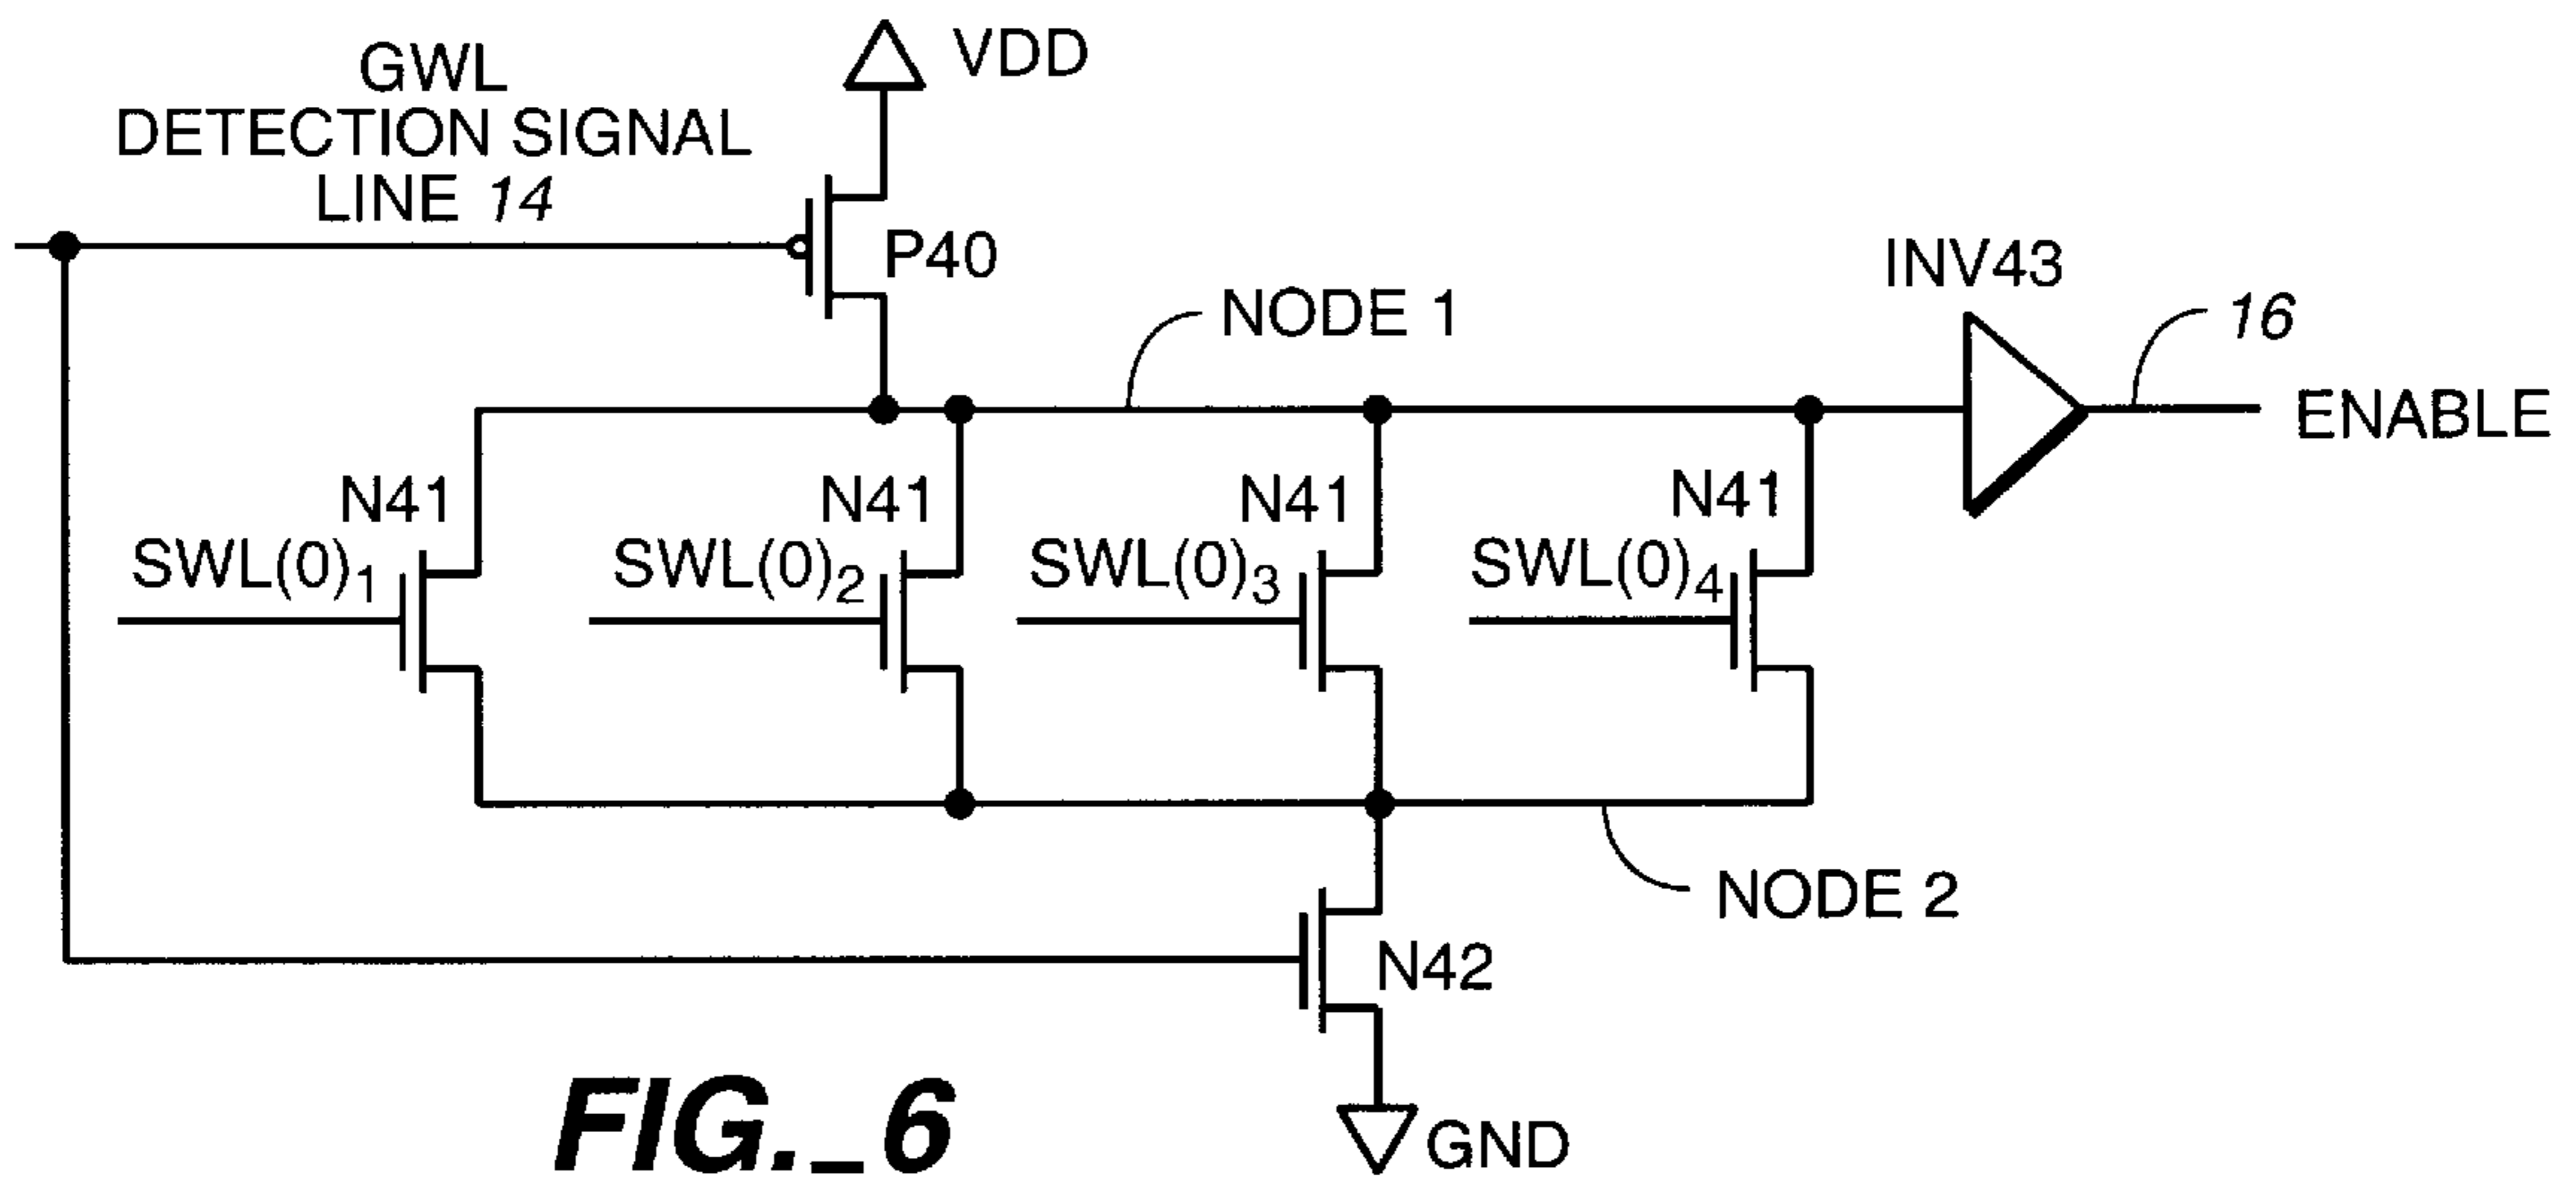 GWL
DETECTION SIGNAL
LINE 14
VDD
P40
NODE 1
INV43
16
ENABLE
N41
N41
N41
N41
SWL(0)1
SWL(0)2
SWL(0)3
SWL(0)4
NODE 2
N42
GND
FIG._6